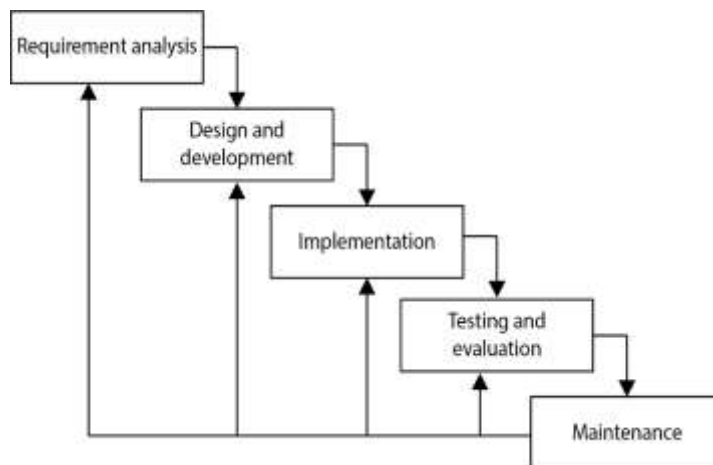 Requirement analysis
Design and
development
Implementation
Testing and
evaluation
Maintenance